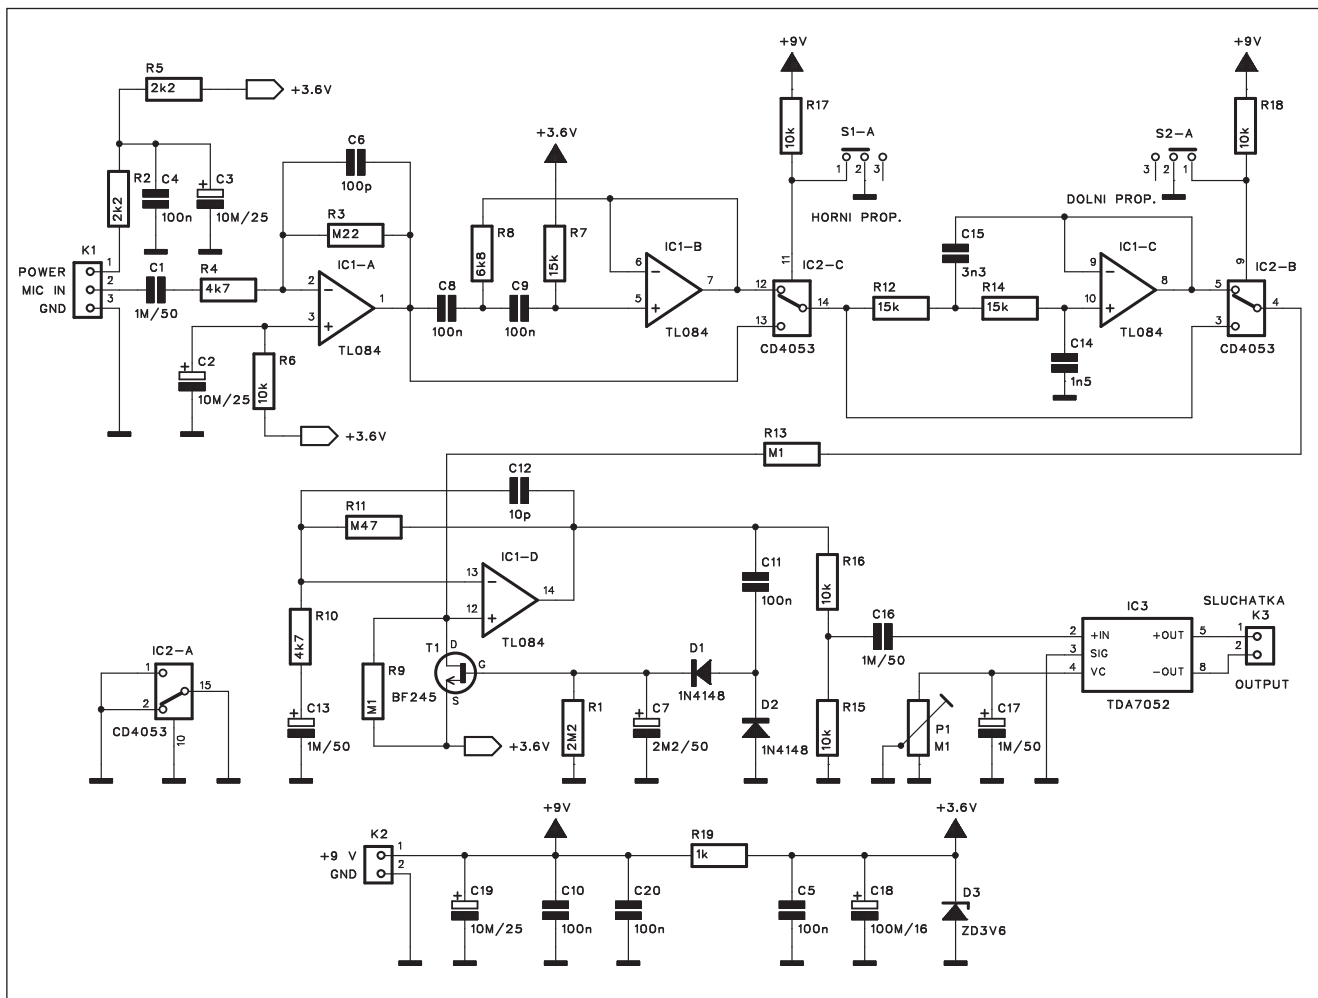 +9V
+9V
R5
2k2
+3.6V
R17
10k
R18
10k
S1-A
1 2 3
HORNI PROP.
S2-A
3 2 1
DOLNI PROP.
C6
100p
+3.6V
R2
2k2
C4
100n
C3
10M/25
R3
M22
R8
6k8
R7
15k
C15
3n3
K1
POWER
MIC IN
GND
1
2
3
C1
1M/50
R4
4k7
IC1-A
2
3
1
TL084
C8
100n
C9
100n
IC1-B
6
5
7
TL084
11
IC2-C
12
13
14
CD4053
R12
15k
R14
15k
IC1-C
9
10
8
TL084
9
IC2-B
5
3
4
CD4053
C14
1n5
C2
10M/25
R6
10k
+3.6V
R13
M1
C12
10p
R11
M47
IC1-D
13
12
14
TL084
C11
100n
R16
10k
R10
4k7
C16
1M/50
IC3
2 +IN
3 SIG
4 VC
+OUT 5
-OUT 8
TDA7052
SLUCHATKA
K3
1
2
OUTPUT
IC2-A
1
2
15
10
CD4053
R9
M1
T1
D
G
S
BF245
D1
1N4148
D2
1N4148
C13
1M/50
+3.6V
R1
2M2
C7
2M2/50
R15
10k
P1
M1
C17
1M/50
+9V
+3.6V
K2
+9 V
GND
1
2
R19
1k
C19
10M/25
C10
100n
C20
100n
C5
100n
C18
100M/16
D3
ZD3V6